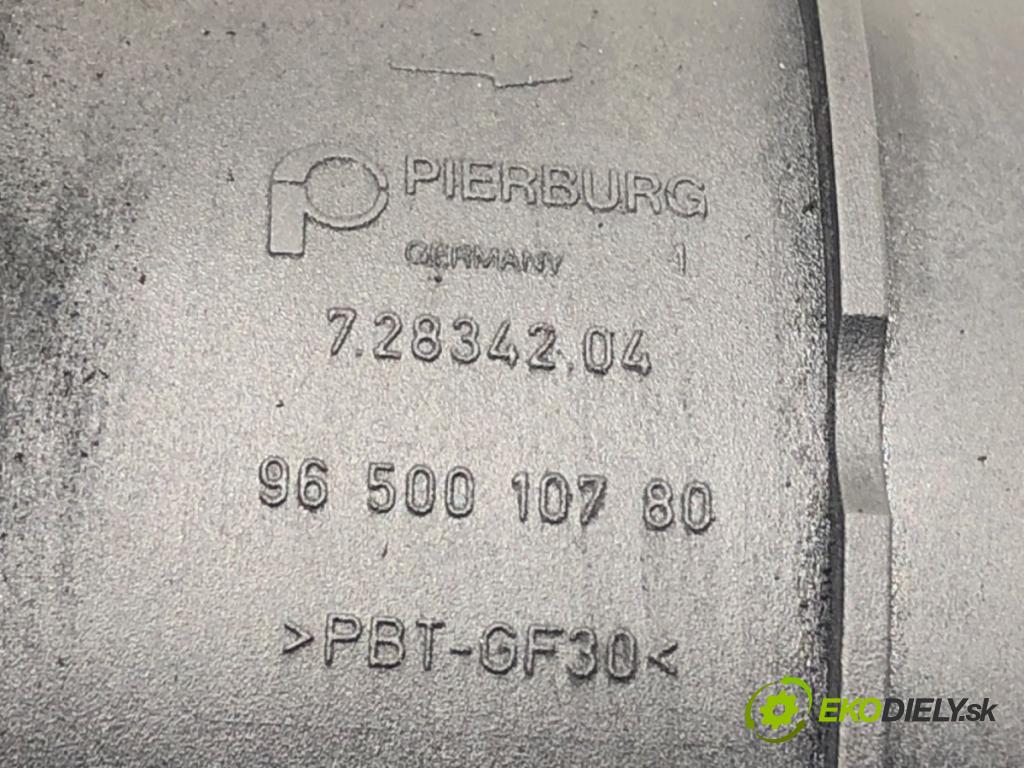 PIERBURG
GERMANY 1
7.28342.04
96 500 107 80
>PBT-GF30<
EKODIELY.sk